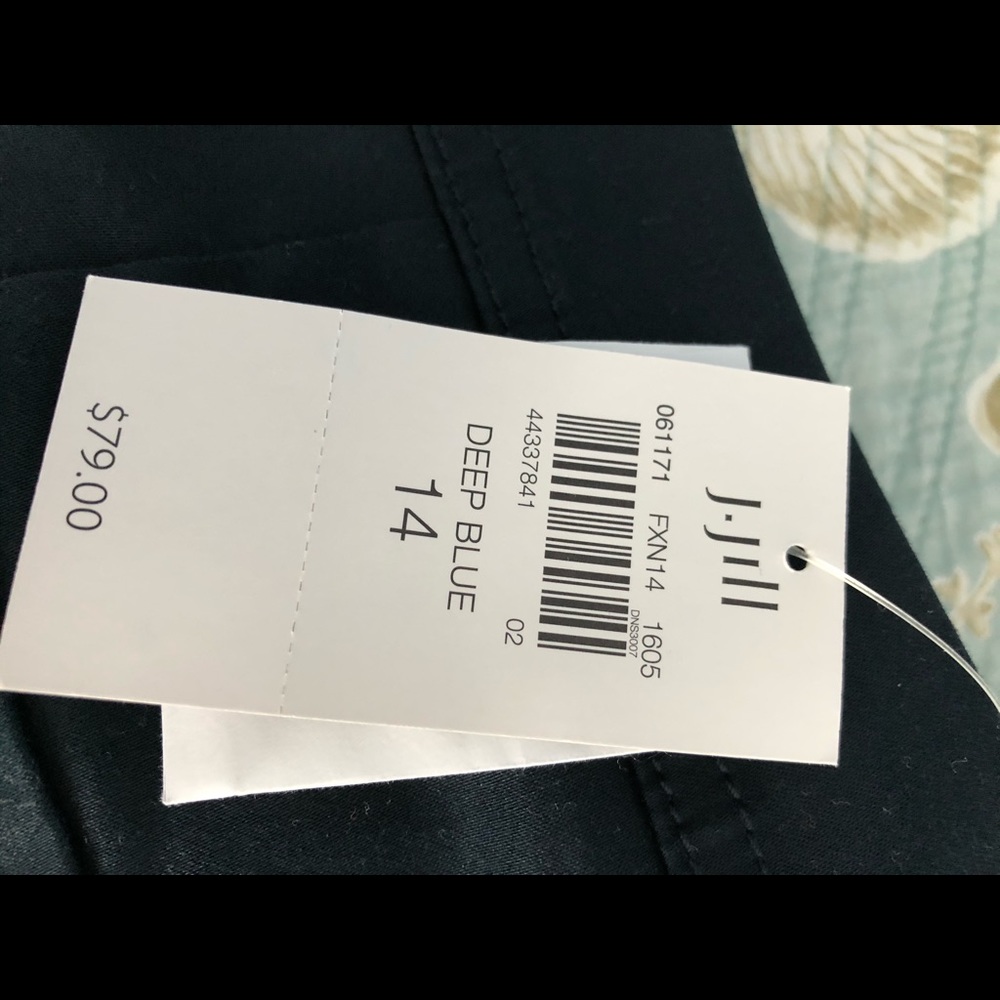 J.Jill
061171 FXN14 1605
DNS3007
44337841 02
DEEP BLUE
14
$79.00